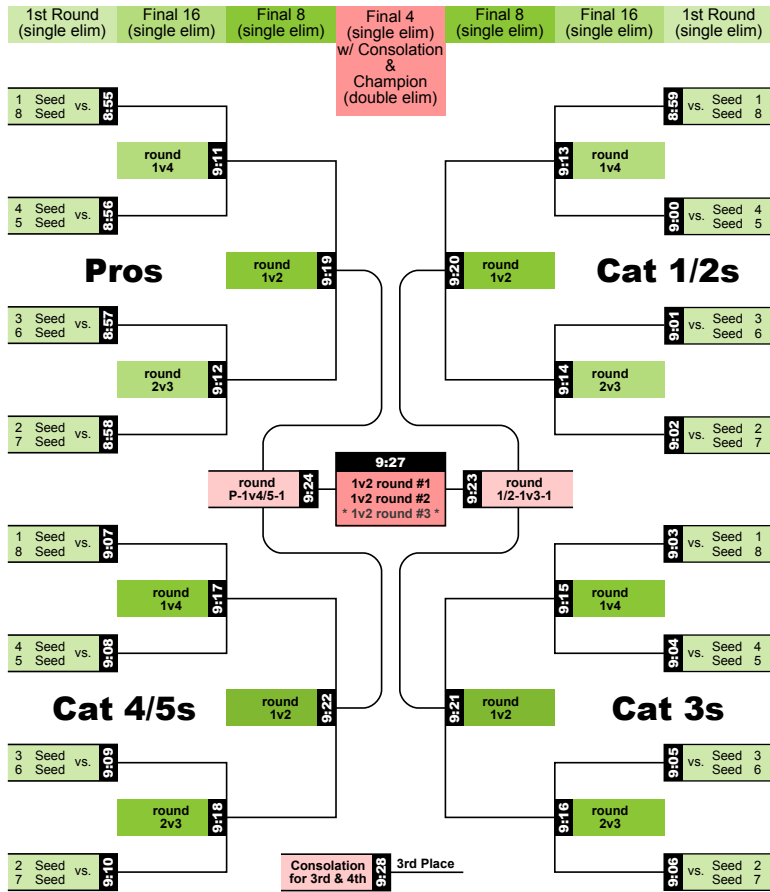 1st Round
(single elim)
Final 16
(single elim)
Final 8
(single elim)
Final 4
(single elim)
w/ Consolation
&
Champion
(double elim)
Final 8
(single elim)
Final 16
(single elim)
1st Round
(single elim)
1 Seed vs.
8 Seed
8:55
round
1v4
9:11
4 Seed vs.
5 Seed
8:56
Pros
round
1v2
9:19
3 Seed vs.
6 Seed
8:57
round
2v3
9:12
2 Seed vs.
7 Seed
8:58
8:59
vs. Seed 1
Seed 8
9:13
round
1v4
9:00
vs. Seed 4
Seed 5
9:20
round
1v2
Cat 1/2s
9:01
vs. Seed 3
Seed 6
9:14
round
2v3
9:02
vs. Seed 2
Seed 7
round
P-1v4/5-1
9:24
9:27
1v2 round #1
1v2 round #2
* 1v2 round #3 *
9:23
round
1/2-1v3-1
1 Seed vs.
8 Seed
9:07
round
1v4
9:17
4 Seed vs.
5 Seed
9:08
Cat 4/5s
round
1v2
9:22
3 Seed vs.
6 Seed
9:09
round
2v3
9:18
2 Seed vs.
7 Seed
9:10
9:03
vs. Seed 1
Seed 8
9:15
round
1v4
9:04
vs. Seed 4
Seed 5
9:21
round
1v2
Cat 3s
9:05
vs. Seed 3
Seed 6
9:16
round
2v3
9:06
vs. Seed 2
Seed 7
Consolation
for 3rd & 4th
9:28
3rd Place